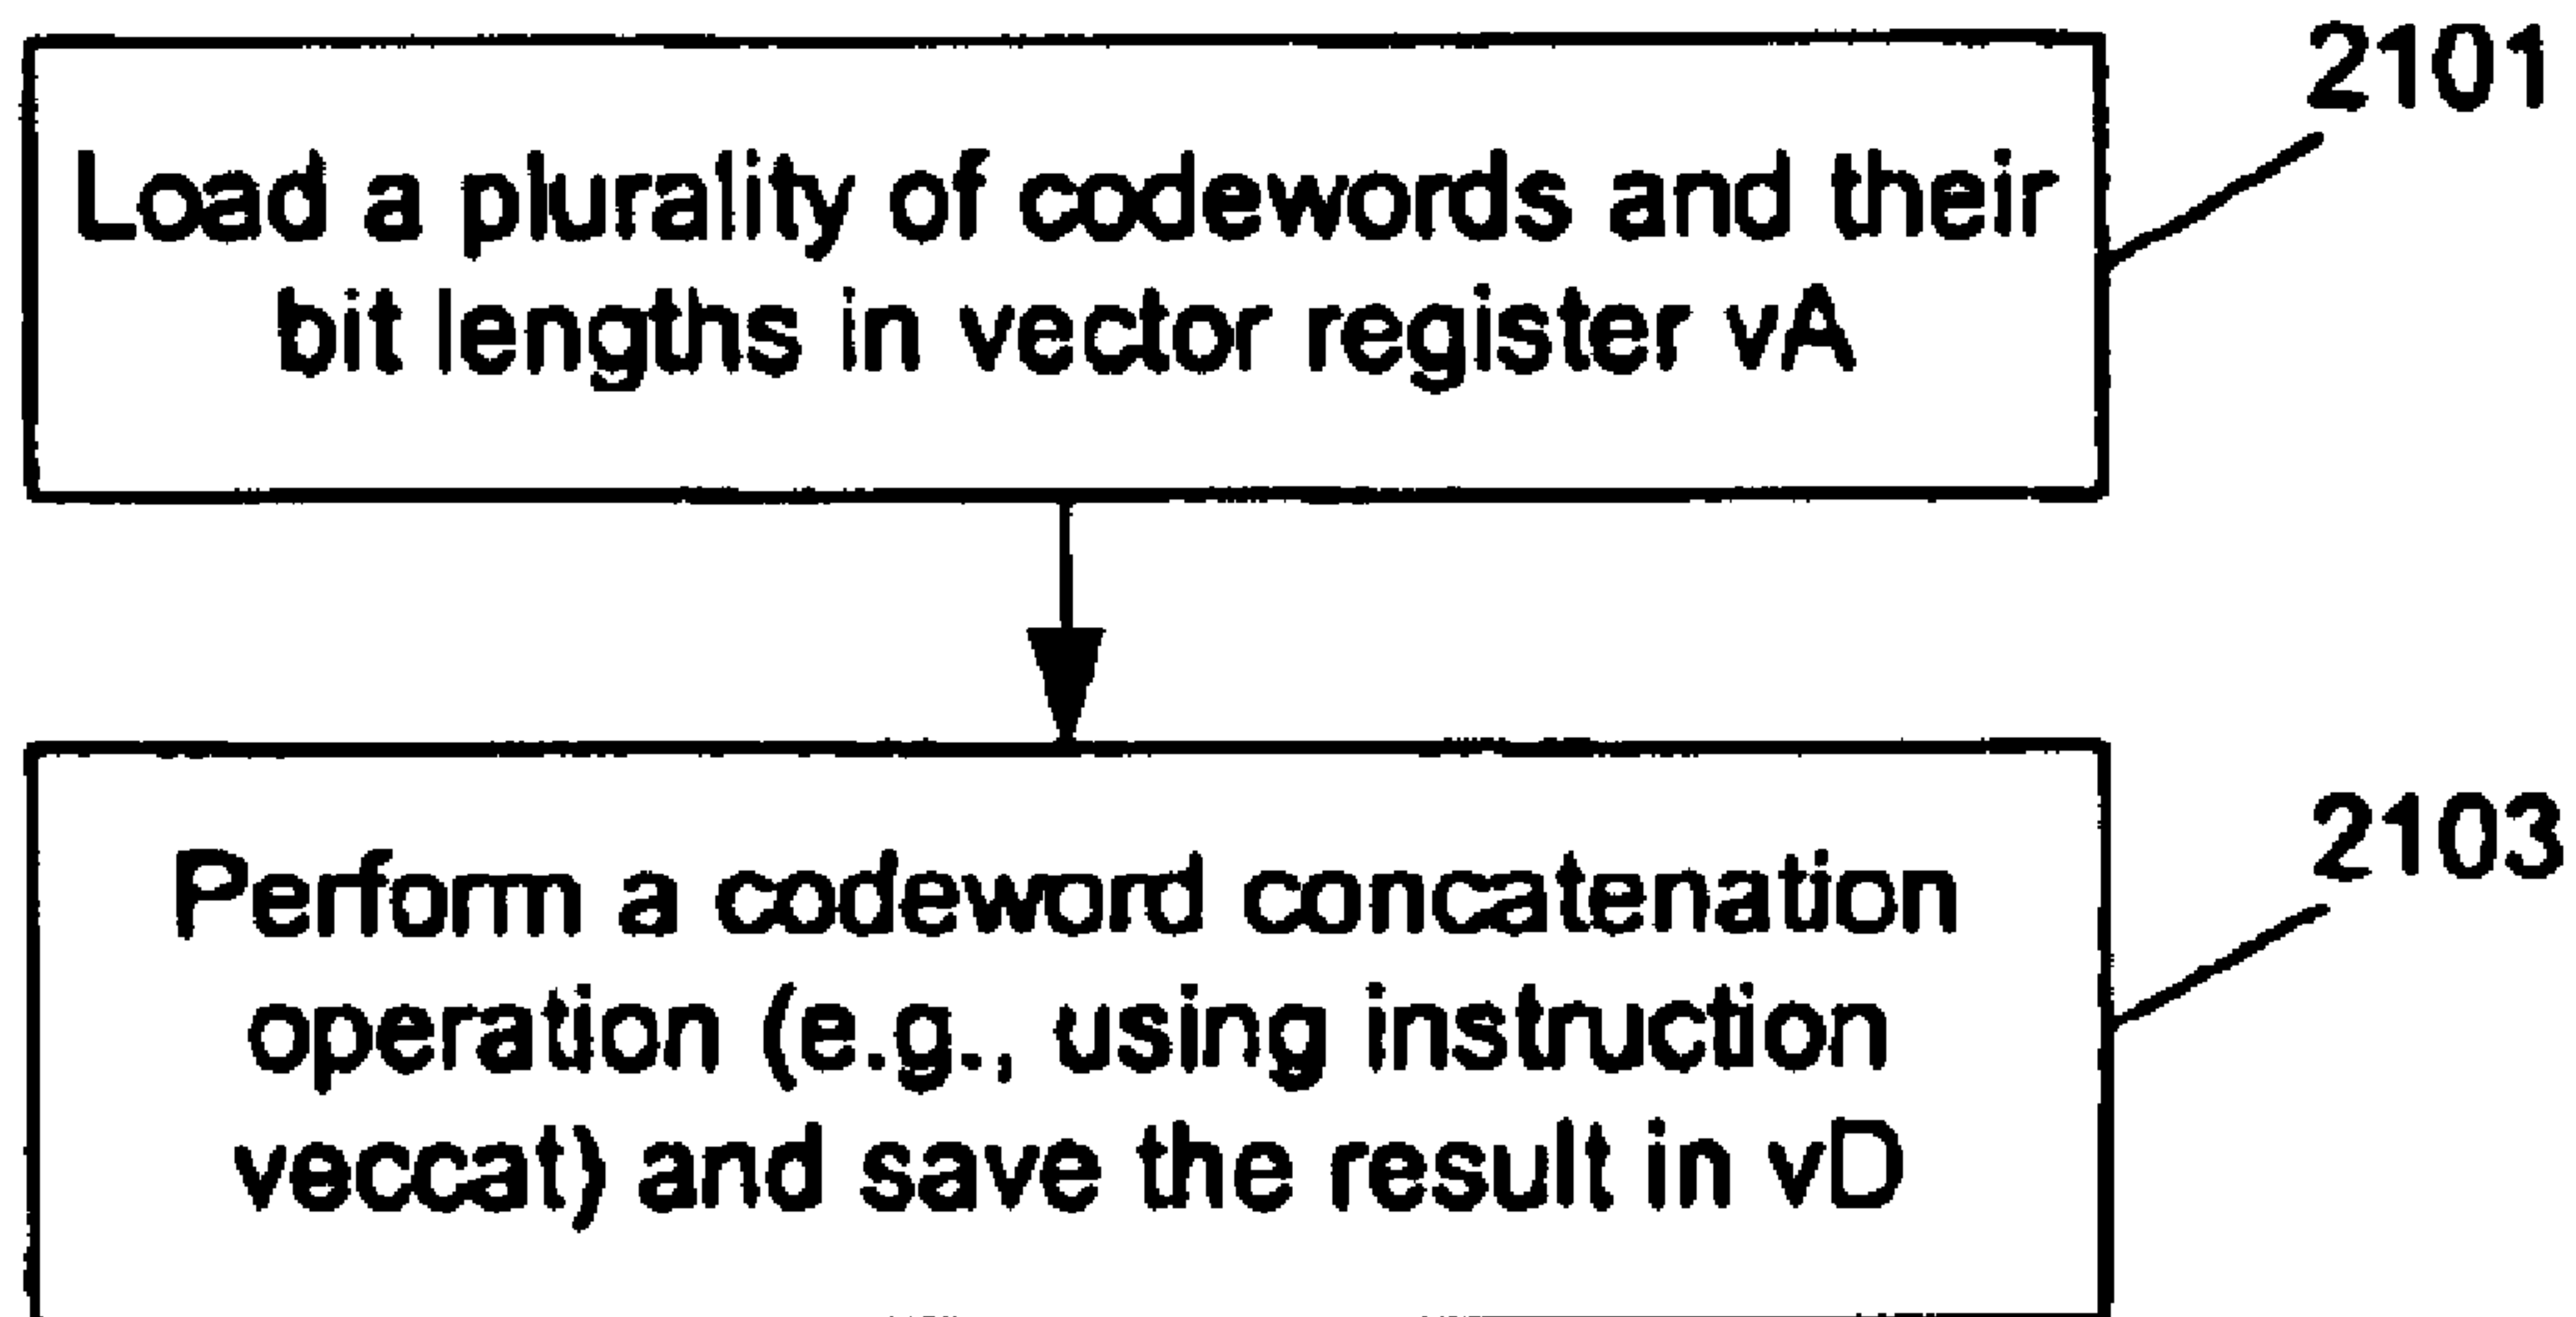 2101
Load a plurality of codewords and their
bit lengths in vector register vA
2103
Perform a codeword concatenation
operation (e.g., using instruction
veccat) and save the result in vD